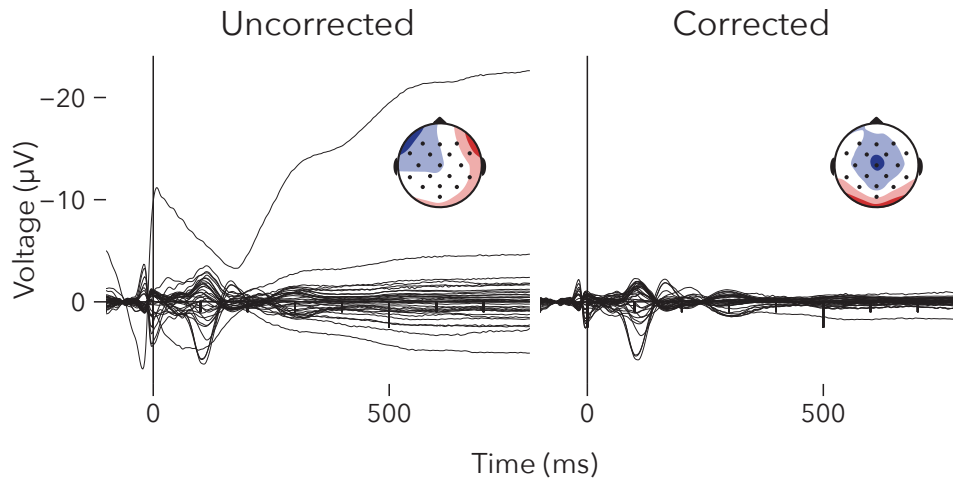 Uncorrected
Corrected
−20
−10
0
Voltage (µV)
0
500
0
500
Time (ms)